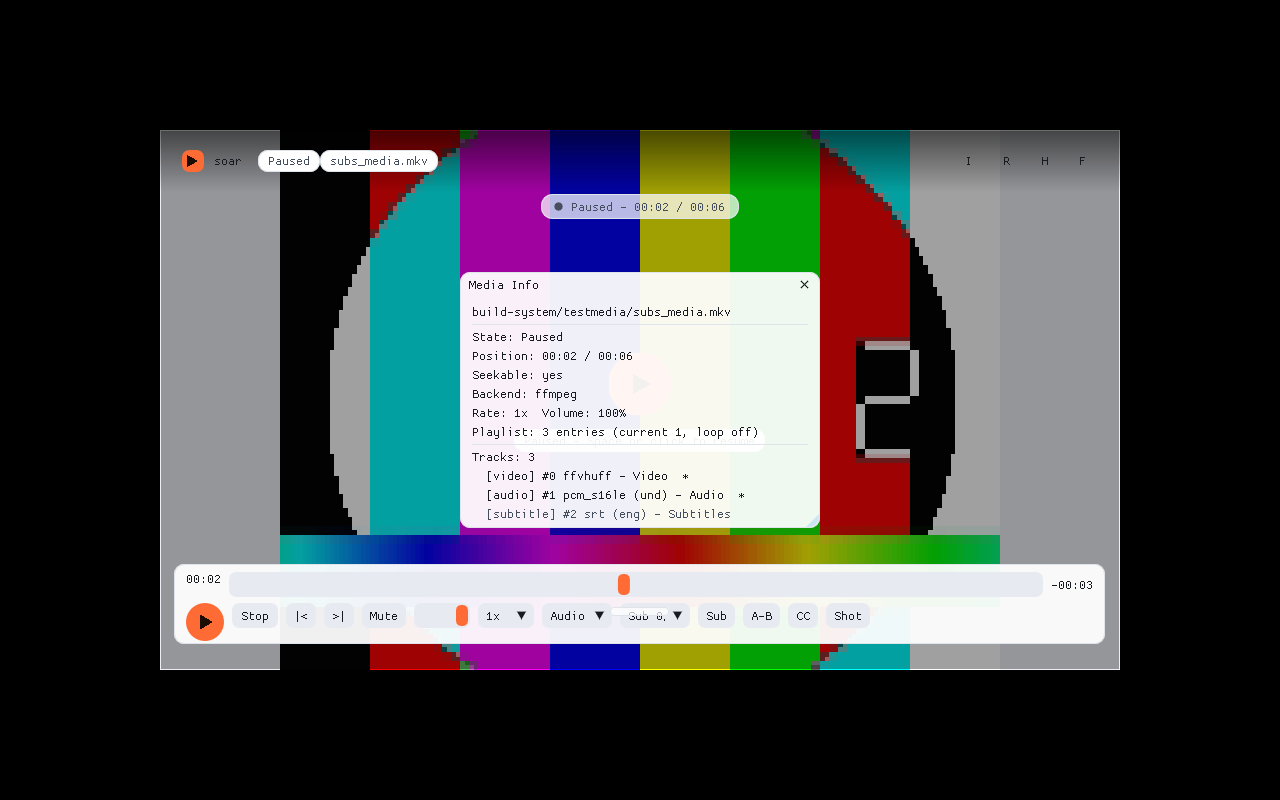 soar Paused subs_media.mkv I R H F
Paused - 00:02 / 00:06
Media Info
build-system/testmedia/subs_media.mkv
State: Paused
Position: 00:02 / 00:06
Seekable: yes
Backend: ffmpeg
Rate: 1x Volume: 100%
Playlist: 3 entries (current 1, loop off)
Tracks: 3
[video] #0 ffvhuff - Video *
[audio] #1 pcm_s16le (und) - Audio *
[subtitle] #2 srt (eng) - Subtitles
00:02 -00:03
Stop |< >| Mute 1x Audio Sub Sub A-B CC Shot
2